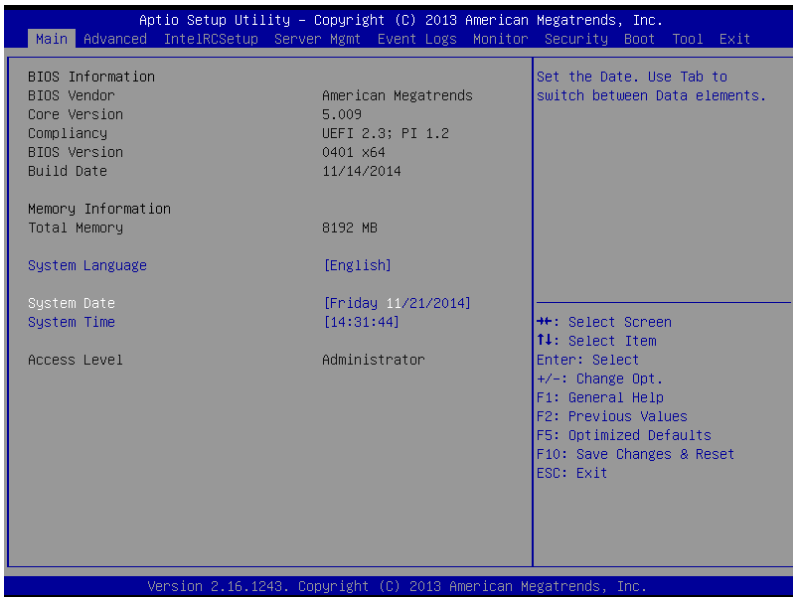 Aptio Setup Utility – Copyright (C) 2013 American Megatrends, Inc.
Main Advanced IntelRCSetup Server Mgmt Event Logs Monitor Security Boot Tool Exit
BIOS Information
BIOS Vendor American Megatrends
Core Version 5.009
Compliancy UEFI 2.3; PI 1.2
BIOS Version 0401 x64
Build Date 11/14/2014
Memory Information
Total Memory 8192 MB
System Language [English]
System Date [Friday 11/21/2014]
System Time [14:31:44]
Access Level Administrator
Set the Date. Use Tab to
switch between Data elements.
→←: Select Screen
↑↓: Select Item
Enter: Select
+/-: Change Opt.
F1: General Help
F2: Previous Values
F5: Optimized Defaults
F10: Save Changes & Reset
ESC: Exit
Version 2.16.1243. Copyright (C) 2013 American Megatrends, Inc.